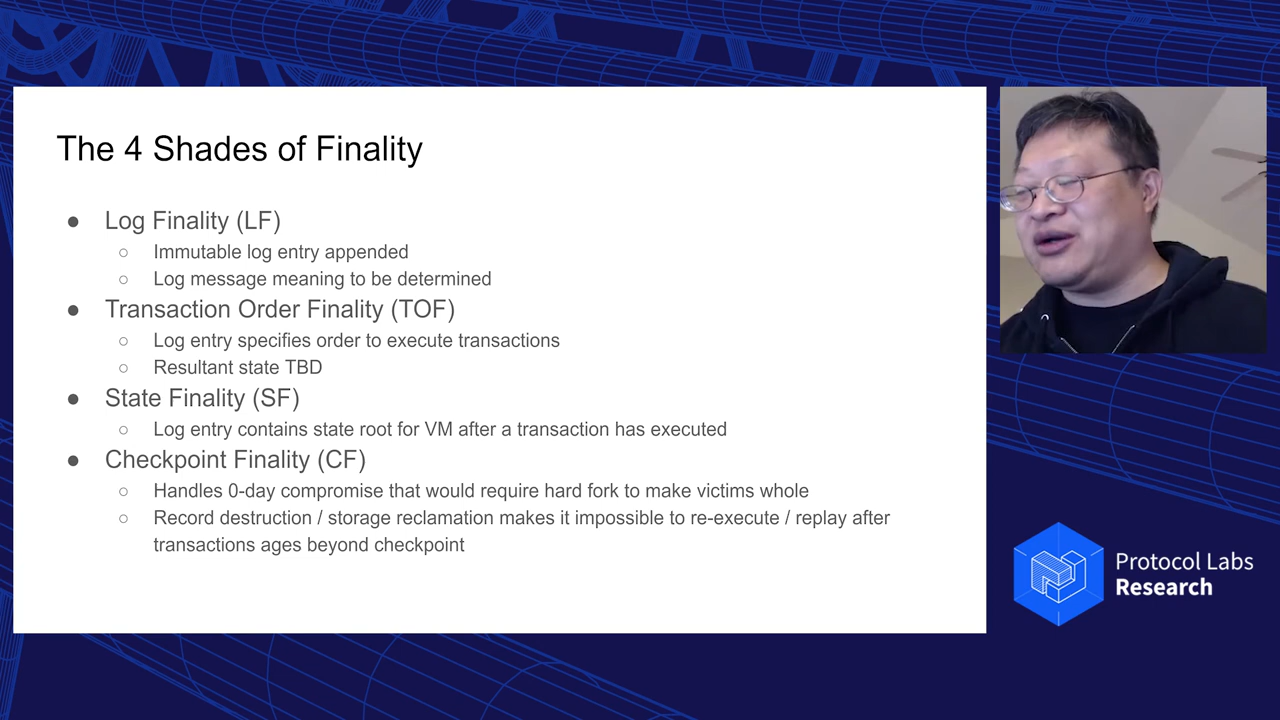 The 4 Shades of Finality
● Log Finality (LF)
○ Immutable log entry appended
○ Log message meaning to be determined
● Transaction Order Finality (TOF)
○ Log entry specifies order to execute transactions
○ Resultant state TBD
● State Finality (SF)
○ Log entry contains state root for VM after a transaction has executed
● Checkpoint Finality (CF)
○ Handles 0-day compromise that would require hard fork to make victims whole
○ Record destruction / storage reclamation makes it impossible to re-execute / replay after
transactions ages beyond checkpoint
Protocol Labs
Research